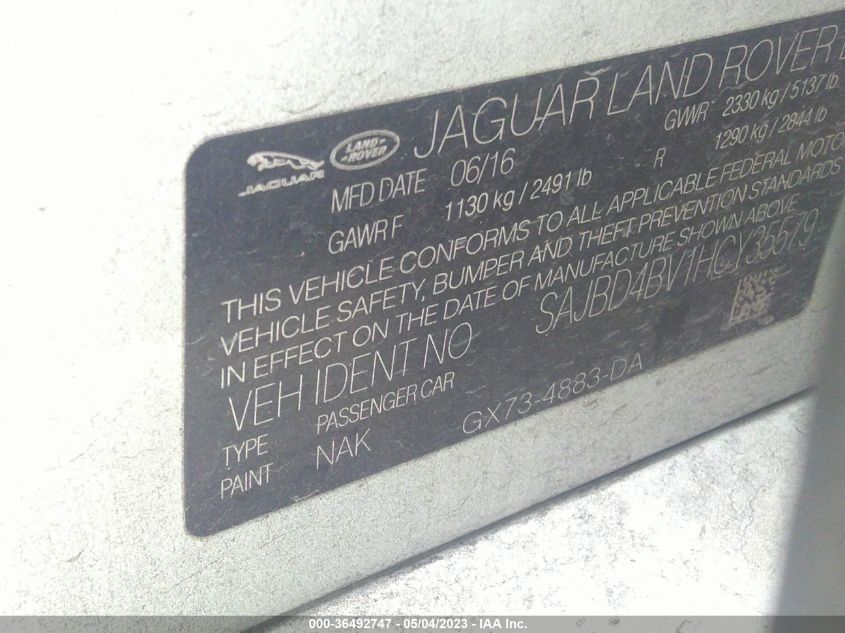 JAGUAR
LAND
ROVER
JAGUAR LAND ROVER
MFD DATE 06/16 GVWR 2330 kg / 5137 lb
GAWR F 1130 kg / 2491 lb R 1290 kg / 2844 lb
THIS VEHICLE CONFORMS TO ALL APPLICABLE FEDERAL MOTOR
VEHICLE SAFETY, BUMPER AND THEFT PREVENTION STANDARDS
IN EFFECT ON THE DATE OF MANUFACTURE SHOWN ABOVE
VEH IDENT NO SAJBD4BV1HCY35579
TYPE PASSENGER CAR
PAINT NAK GX73-4883-DA
000-36492747 - 05/04/2023 - IAA Inc.